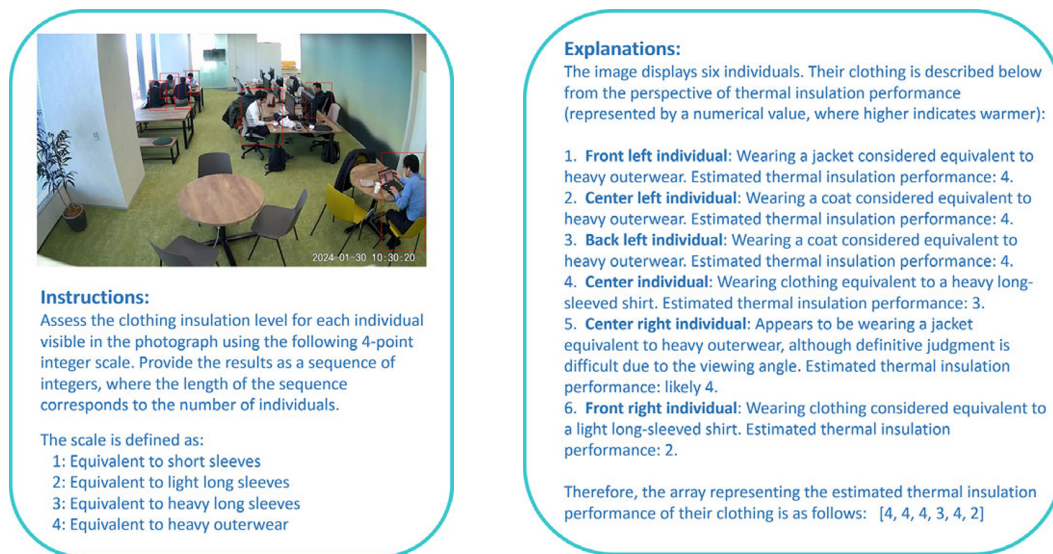 2024-01-30 10:30:20
Instructions:
Assess the clothing insulation level for each individual
visible in the photograph using the following 4-point
integer scale. Provide the results as a sequence of
integers, where the length of the sequence
corresponds to the number of individuals.
The scale is defined as:
1: Equivalent to short sleeves
2: Equivalent to light long sleeves
3: Equivalent to heavy long sleeves
4: Equivalent to heavy outerwear
Explanations:
The image displays six individuals. Their clothing is described below
from the perspective of thermal insulation performance
(represented by a numerical value, where higher indicates warmer):
1. Front left individual: Wearing a jacket considered equivalent to
heavy outerwear. Estimated thermal insulation performance: 4.
2. Center left individual: Wearing a coat considered equivalent to
heavy outerwear. Estimated thermal insulation performance: 4.
3. Back left individual: Wearing a coat considered equivalent to
heavy outerwear. Estimated thermal insulation performance: 4.
4. Center individual: Wearing clothing equivalent to a heavy long-
sleeved shirt. Estimated thermal insulation performance: 3.
5. Center right individual: Appears to be wearing a jacket
equivalent to heavy outerwear, although definitive judgment is
difficult due to the viewing angle. Estimated thermal insulation
performance: likely 4.
6. Front right individual: Wearing clothing considered equivalent to
a light long-sleeved shirt. Estimated thermal insulation
performance: 2.
Therefore, the array representing the estimated thermal insulation
performance of their clothing is as follows: [4, 4, 4, 3, 4, 2]